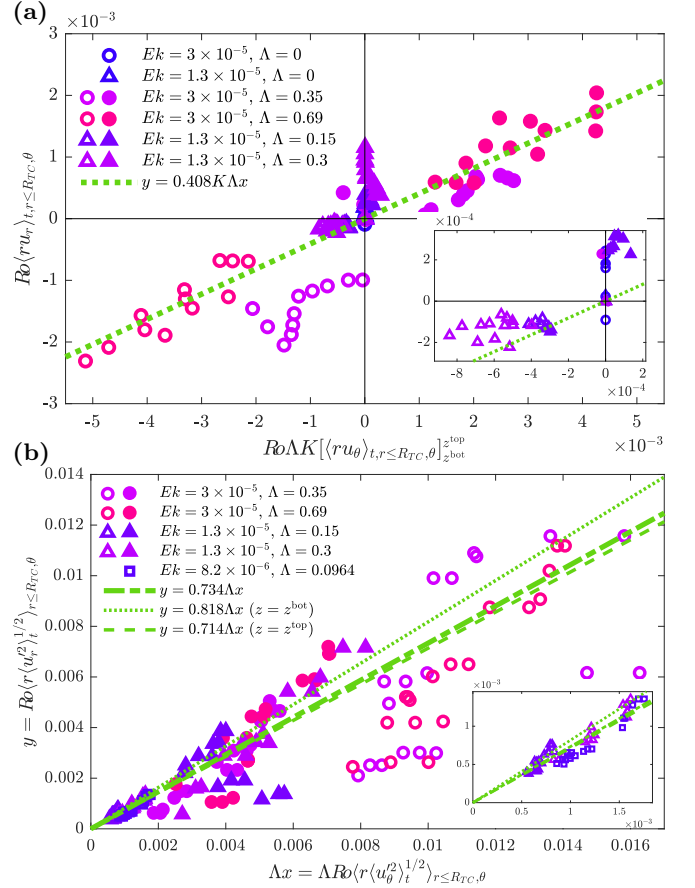 (a)
×10⁻³
3
2
1
0
-1
-2
-3
Ro⟨ru_r⟩_{t,r≤R_TC,θ}
Ek = 3 × 10⁻⁵, Λ = 0
Ek = 1.3 × 10⁻⁵, Λ = 0
Ek = 3 × 10⁻⁵, Λ = 0.35
Ek = 3 × 10⁻⁵, Λ = 0.69
Ek = 1.3 × 10⁻⁵, Λ = 0.15
Ek = 1.3 × 10⁻⁵, Λ = 0.3
y = 0.408KΛx
×10⁻⁴
2
0
-2
-8 -6 -4 -2 0 2
×10⁻⁴
-5 -4 -3 -2 -1 0 1 2 3 4 5
×10⁻³
RoΛK[⟨ru_θ⟩_{t,r≤R_TC,θ}]^{z^top}_{z^bot}
(b)
0.014
0.012
0.01
0.008
0.006
0.004
0.002
0
y = Ro⟨r⟨u′²_r⟩_t^{1/2}⟩_{r≤R_TC,θ}
Ek = 3 × 10⁻⁵, Λ = 0.35
Ek = 3 × 10⁻⁵, Λ = 0.69
Ek = 1.3 × 10⁻⁵, Λ = 0.15
Ek = 1.3 × 10⁻⁵, Λ = 0.3
Ek = 8.2 × 10⁻⁶, Λ = 0.0964
y = 0.734Λx
y = 0.818Λx (z = z^bot)
y = 0.714Λx (z = z^top)
×10⁻³
1
0.5
0
0 0.5 1 1.5
×10⁻³
0 0.002 0.004 0.006 0.008 0.01 0.012 0.014 0.016
Λx = ΛRo⟨r⟨u′²_θ⟩_t^{1/2}⟩_{r≤R_TC,θ}